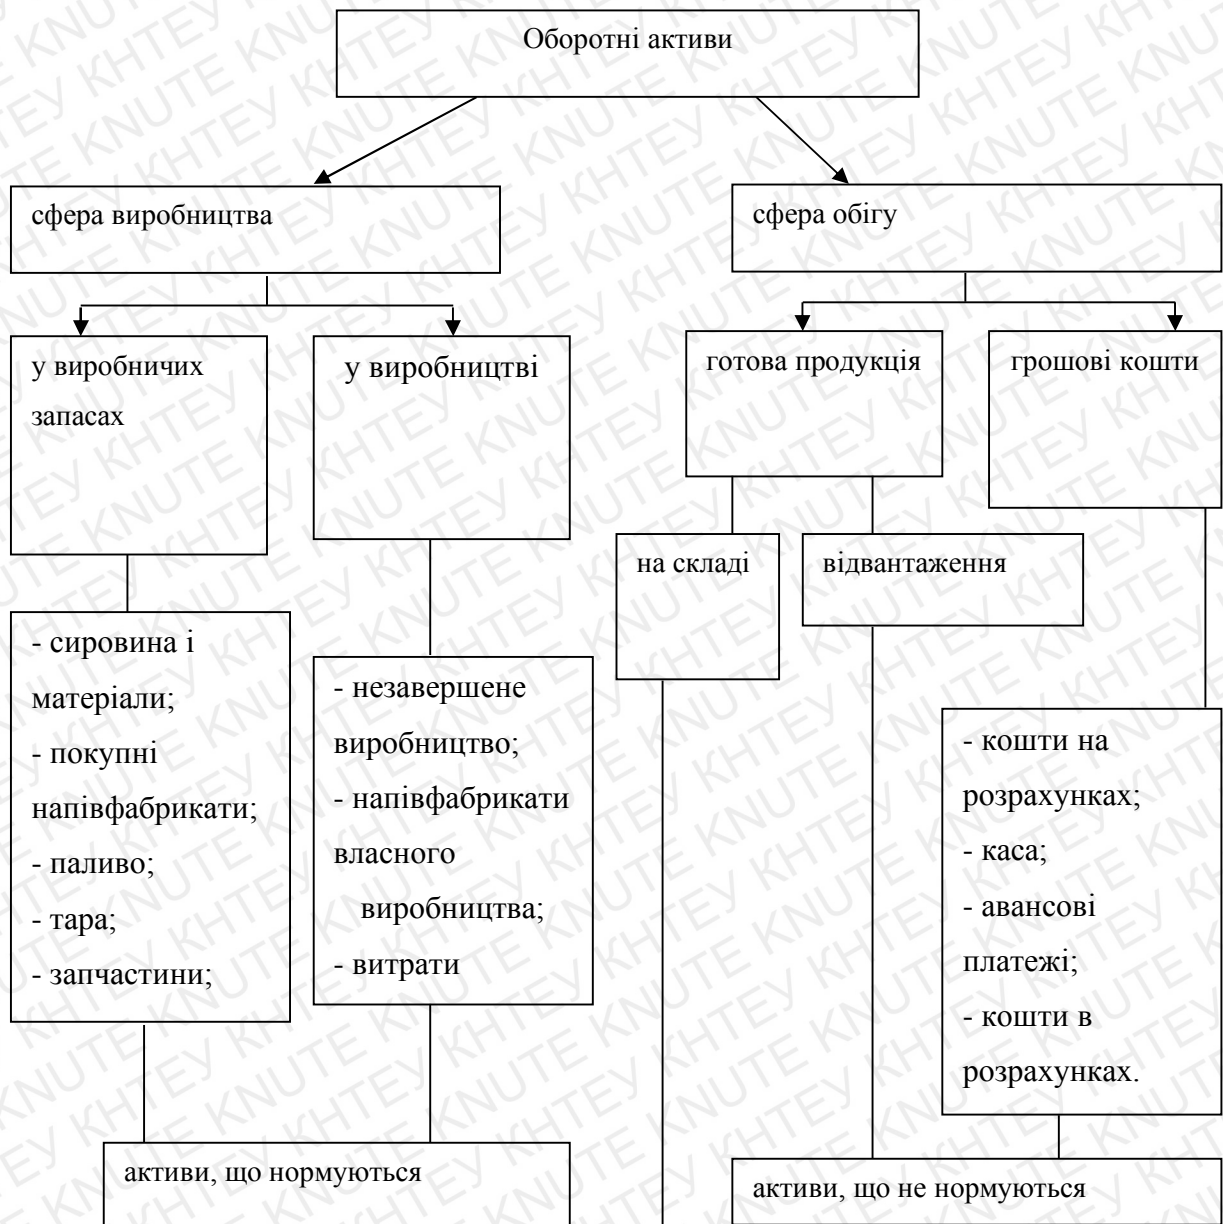 Оборотні активи
сфера виробництва
сфера обігу
у виробничих
запасах
у виробництві
готова продукція
грошові кошти
на складі
відвантаження
- сировина і
матеріали;
- покупні
напівфабрикати;
- паливо;
- тара;
- запчастини;
- незавершене
виробництво;
- напівфабрикати
власного
виробництва;
- витрати
- кошти на
розрахунках;
- каса;
- авансові
платежі;
- кошти в
розрахунках.
активи, що нормуються
активи, що не нормуються